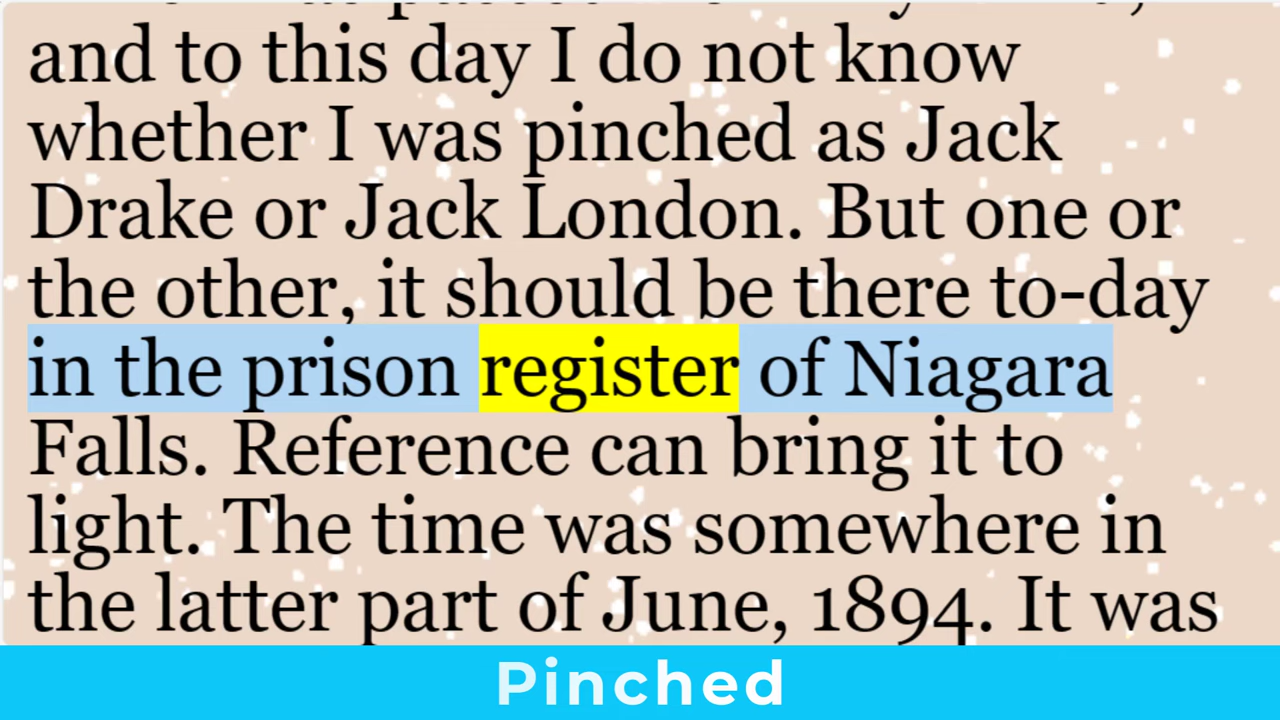 and to this day I do not know
whether I was pinched as Jack
Drake or Jack London. But one or
the other, it should be there to-day
in the prison register of Niagara
Falls. Reference can bring it to
light. The time was somewhere in
the latter part of June, 1894. It was
Pinched